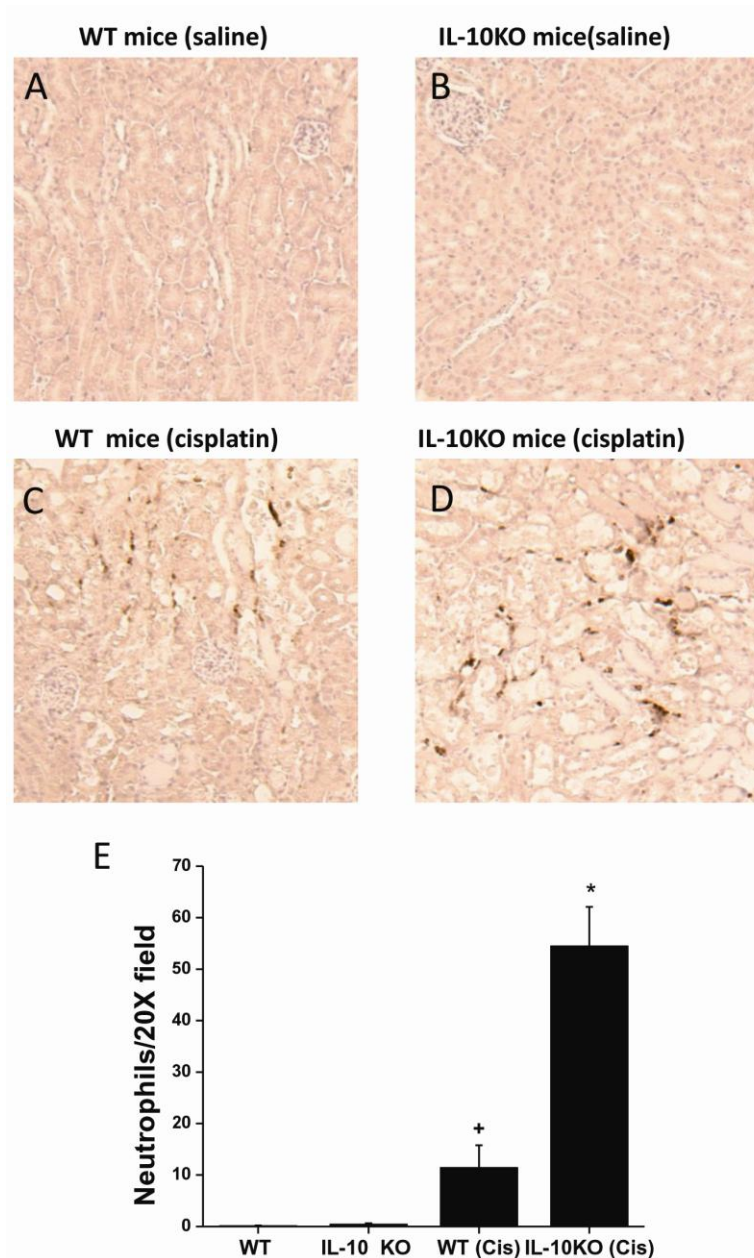 WT mice (saline)
IL-10KO mice(saline)
A
B
WT mice (cisplatin)
IL-10KO mice (cisplatin)
C
D
E
Neutrophils/20X field
70
60
50
40
30
20
10
0
+
*
WT
IL-10 KO
WT (Cis)
IL-10KO (Cis)